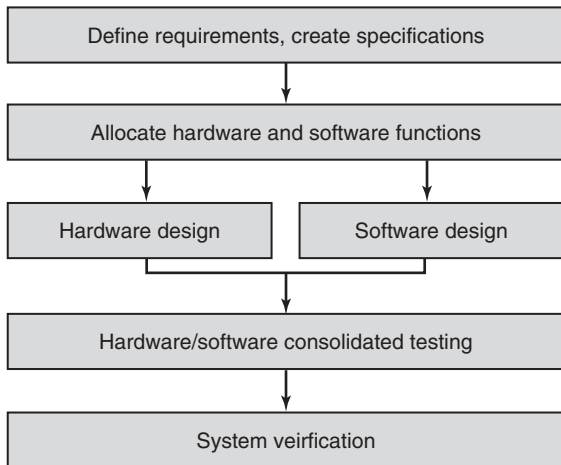 Define requirements, create specifications
Allocate hardware and software functions
Hardware design
Software design
Hardware/software consolidated testing
System veirfication